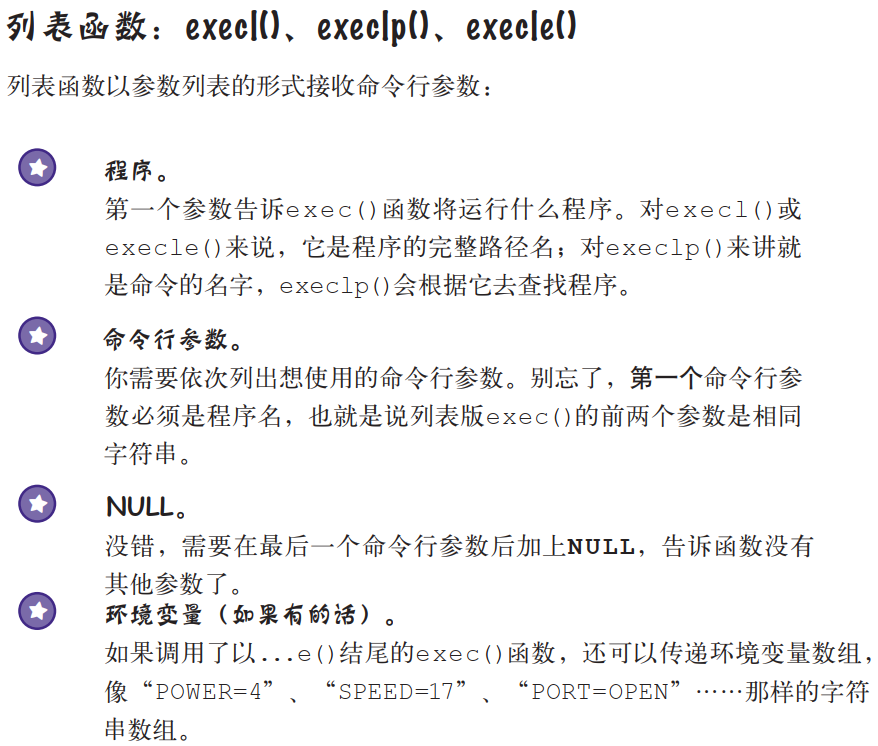 列表函数：execl()、execlp()、execle()
列表函数以参数列表的形式接收命令行参数：
程序。
第一个参数告诉exec()函数将运行什么程序。对execl()或
execle()来说，它是程序的完整路径名；对execlp()来讲就
是命令的名字，execlp()会根据它去查找程序。
命令行参数。
你需要依次列出想使用的命令行参数。别忘了，第一个命令行参
数必须是程序名，也就是说列表版exec()的前两个参数是相同
字符串。
NULL。
没错，需要在最后一个命令行参数后加上NULL，告诉函数没有
其他参数了。
环境变量（如果有的话）。
如果调用了以...e()结尾的exec()函数，还可以传递环境变量数组，
像“POWER=4”、“SPEED=17”、“PORT=OPEN”……那样的字符
串数组。